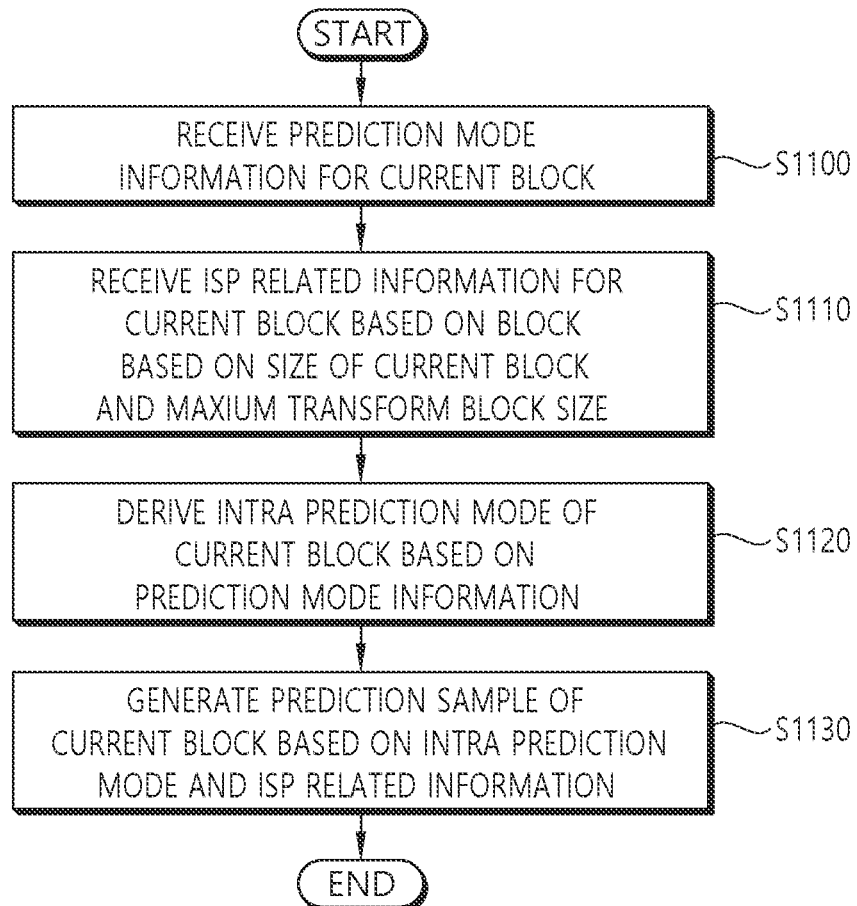 START
RECEIVE PREDICTION MODE
INFORMATION FOR CURRENT BLOCK
S1100
RECEIVE ISP RELATED INFORMATION FOR
CURRENT BLOCK BASED ON BLOCK
BASED ON SIZE OF CURRENT BLOCK
AND MAXIUM TRANSFORM BLOCK SIZE
S1110
DERIVE INTRA PREDICTION MODE OF
CURRENT BLOCK BASED ON
PREDICTION MODE INFORMATION
S1120
GENERATE PREDICTION SAMPLE OF
CURRENT BLOCK BASED ON INTRA PREDICTION
MODE AND ISP RELATED INFORMATION
S1130
END